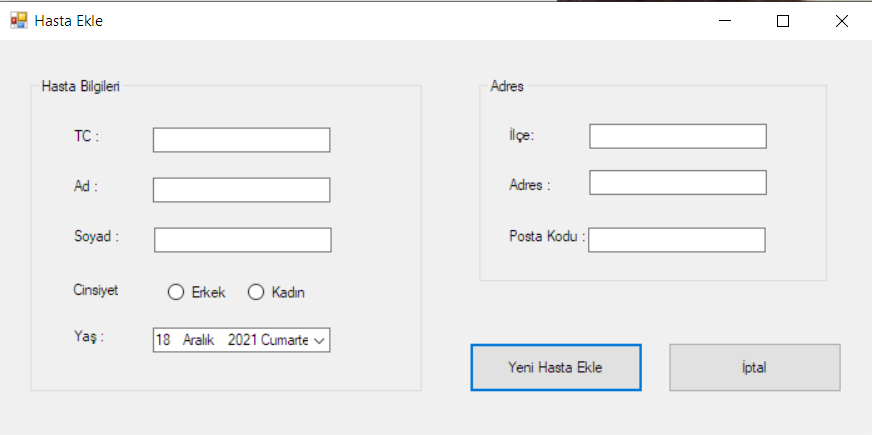 Hasta Ekle
Hasta Bilgileri
TC :
Ad :
Soyad :
Cinsiyet
Erkek
Kadın
Yaş :
18 Aralık 2021 Cumarte
Adres
İlçe:
Adres :
Posta Kodu :
Yeni Hasta Ekle
İptal